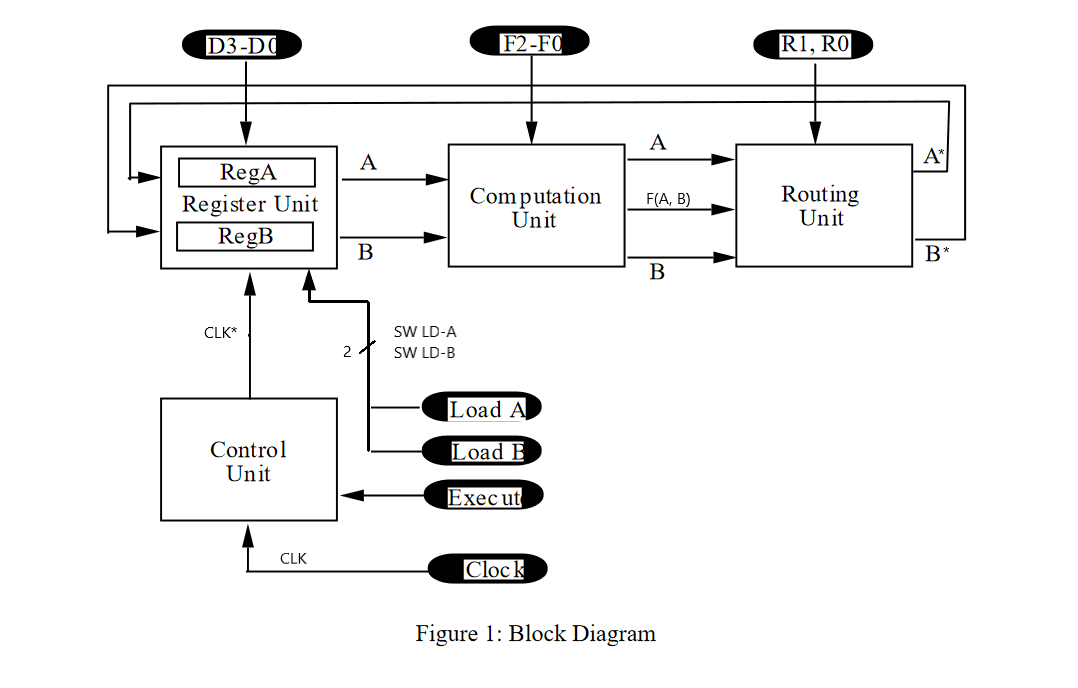 D3-D0
F2-F0
R1, R0
RegA
Register Unit
RegB
A
B
Computation
Unit
A
F(A, B)
B
Routing
Unit
A*
B*
CLK*
2
SW LD-A
SW LD-B
Load A
Load B
Execute
Control
Unit
CLK
Clock
Figure 1: Block Diagram